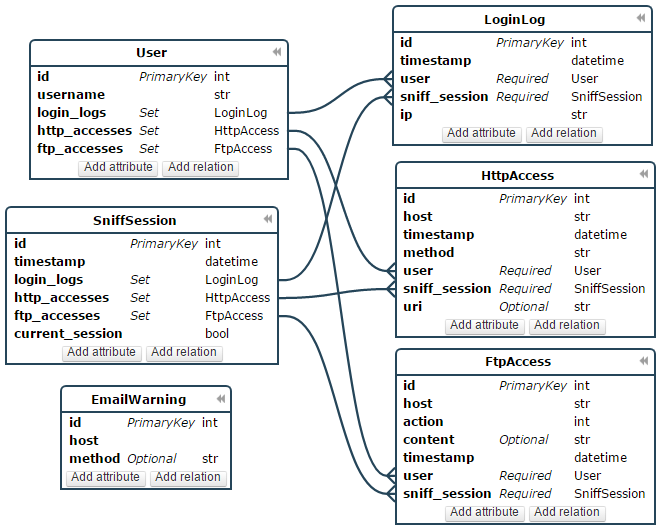 User
id PrimaryKey int
username str
login_logs Set LoginLog
http_accesses Set HttpAccess
ftp_accesses Set FtpAccess
Add attribute Add relation
SniffSession
id PrimaryKey int
timestamp datetime
login_logs Set LoginLog
http_accesses Set HttpAccess
ftp_accesses Set FtpAccess
current_session bool
Add attribute Add relation
EmailWarning
id PrimaryKey int
host
method Optional str
Add attribute Add relation
LoginLog
id PrimaryKey int
timestamp datetime
user Required User
sniff_session Required SniffSession
ip str
Add attribute Add relation
HttpAccess
id PrimaryKey int
host str
timestamp datetime
method str
user Required User
sniff_session Required SniffSession
uri Optional str
Add attribute Add relation
FtpAccess
id PrimaryKey int
host str
action int
content Optional str
timestamp datetime
user Required User
sniff_session Required SniffSession
Add attribute Add relation